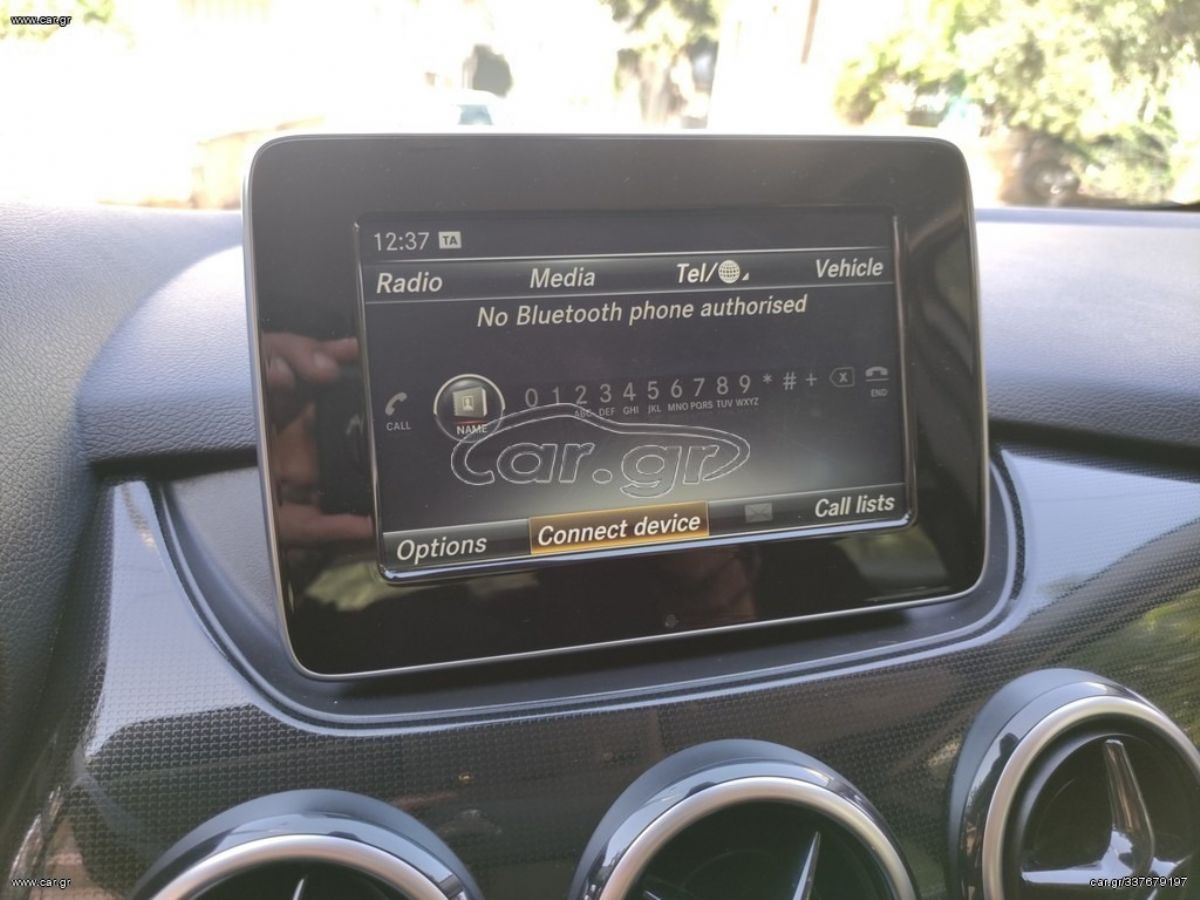 www.car.gr
12:37 TA
Radio Media Tel/ Vehicle
No Bluetooth phone authorised
0 1 2 3 4 5 6 7 8 9 * # +
CALL NAME ABC DEF GHI JKL MNO PQRS TUV WXYZ END
car.gr
Options Connect device Call lists
www.car.gr
car.gr/337679197